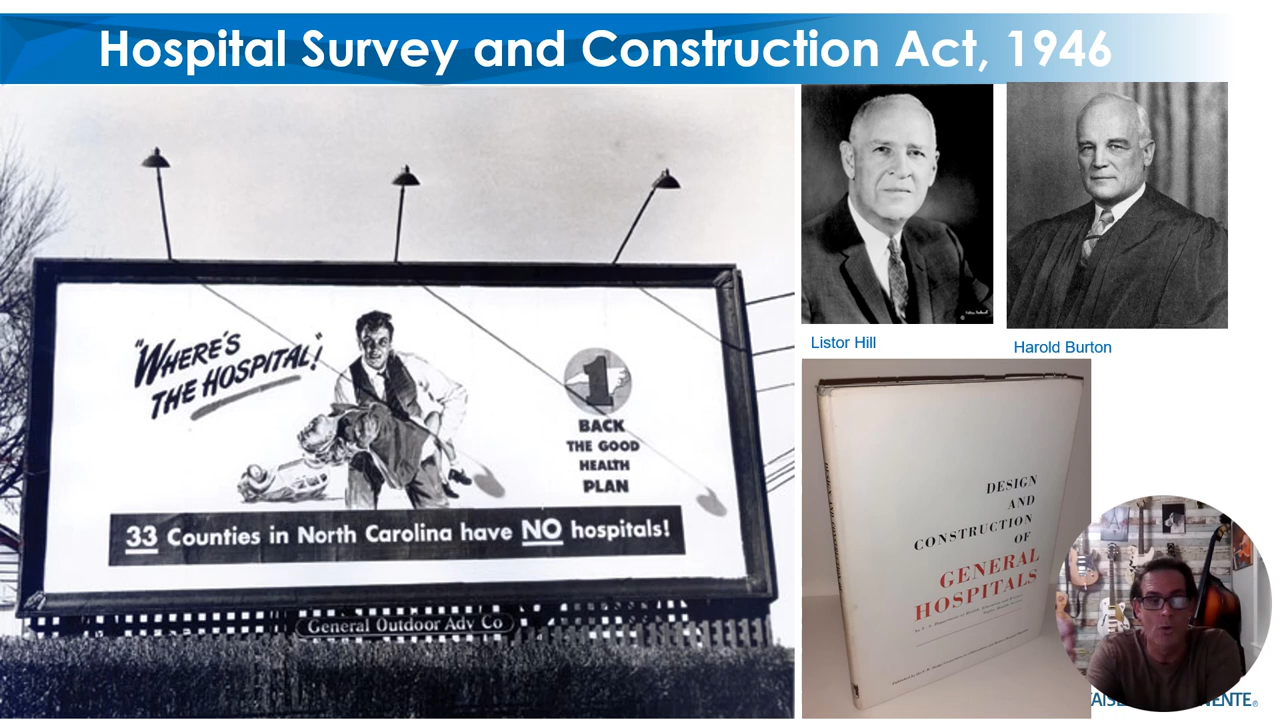 Hospital Survey and Construction Act, 1946
"WHERE'S
THE HOSPITAL!"
1
BACK
THE GOOD
HEALTH
PLAN
33 Counties in North Carolina have NO hospitals!
General Outdoor Adv Co
Listor Hill
Harold Burton
DESIGN
AND
CONSTRUCTION
OF
GENERAL
HOSPITALS